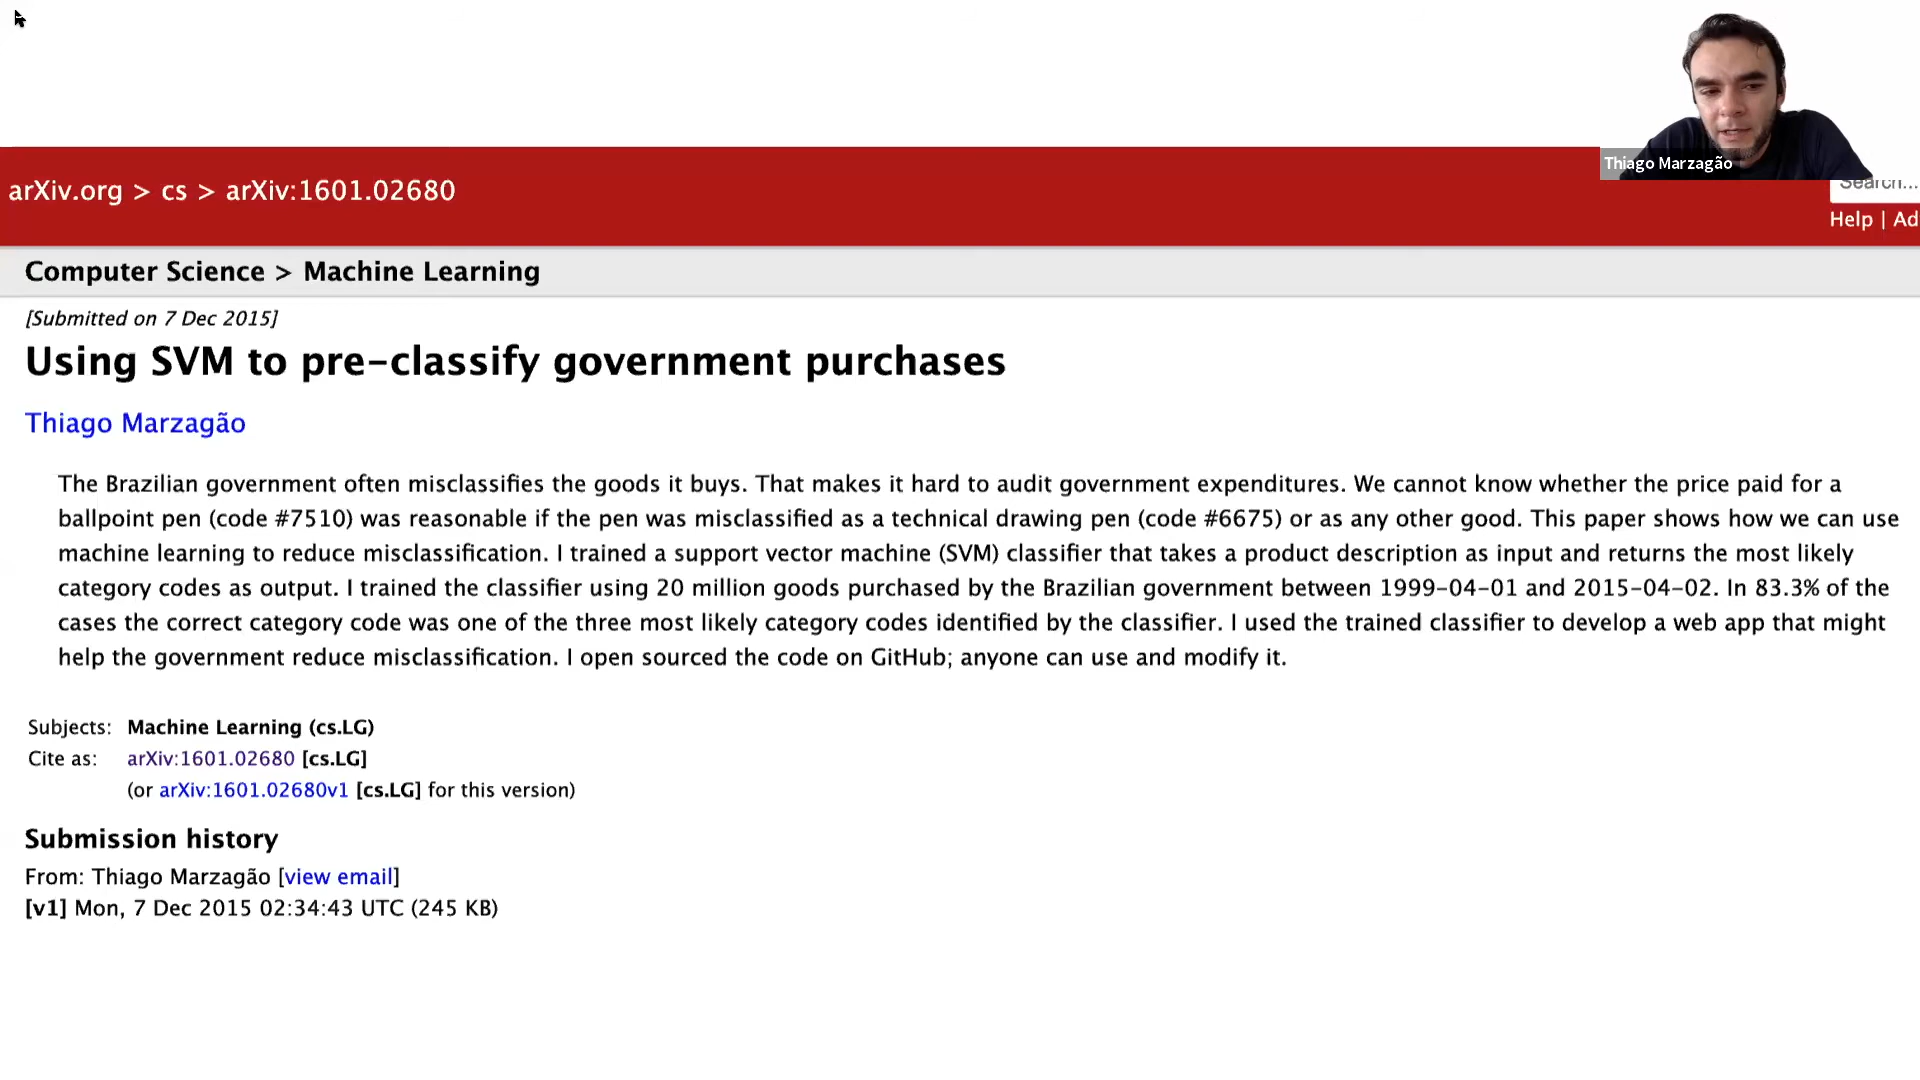 Thiago Marzagão
arXiv.org > cs > arXiv:1601.02680
Search...
Help | Ad
Computer Science > Machine Learning
[Submitted on 7 Dec 2015]
Using SVM to pre-classify government purchases
Thiago Marzagão
The Brazilian government often misclassifies the goods it buys. That makes it hard to audit government expenditures. We cannot know whether the price paid for a
ballpoint pen (code #7510) was reasonable if the pen was misclassified as a technical drawing pen (code #6675) or as any other good. This paper shows how we can use
machine learning to reduce misclassification. I trained a support vector machine (SVM) classifier that takes a product description as input and returns the most likely
category codes as output. I trained the classifier using 20 million goods purchased by the Brazilian government between 1999-04-01 and 2015-04-02. In 83.3% of the
cases the correct category code was one of the three most likely category codes identified by the classifier. I used the trained classifier to develop a web app that might
help the government reduce misclassification. I open sourced the code on GitHub; anyone can use and modify it.
Subjects: Machine Learning (cs.LG)
Cite as: arXiv:1601.02680 [cs.LG]
(or arXiv:1601.02680v1 [cs.LG] for this version)
Submission history
From: Thiago Marzagão [view email]
[v1] Mon, 7 Dec 2015 02:34:43 UTC (245 KB)